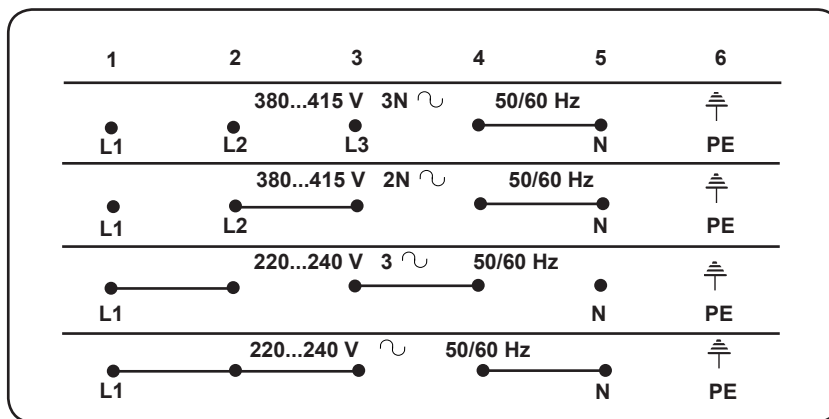 1 2 3 4 5 6
380...415 V 3N 50/60 Hz
L1 L2 L3 N PE
380...415 V 2N 50/60 Hz
L1 L2 N PE
220...240 V 3 50/60 Hz
L1 N PE
220...240 V 50/60 Hz
L1 N PE